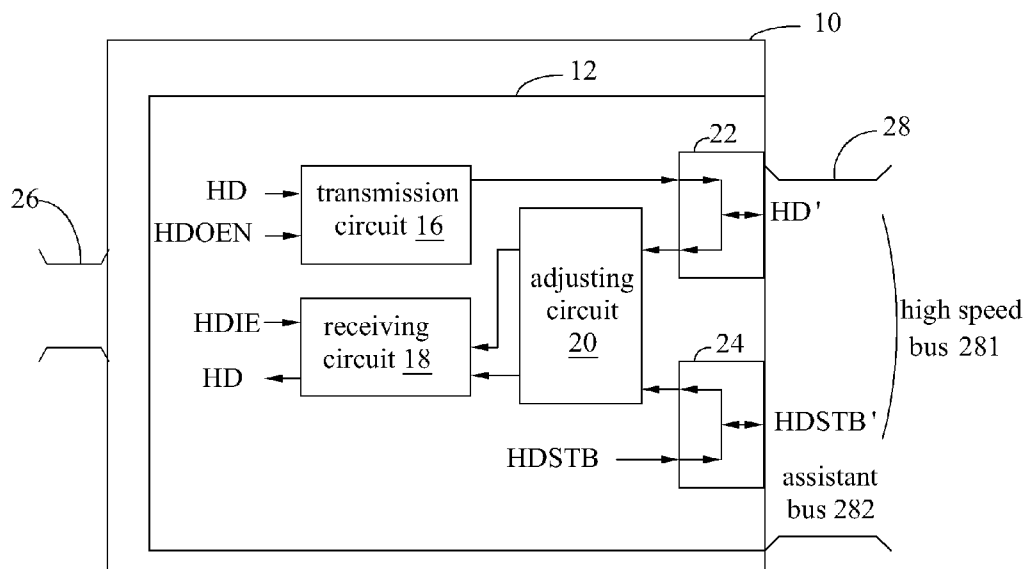 10
12
22
28
HD
transmission
circuit 16
HD'
26
HDOEN
adjusting
circuit
20
HDIE
receiving
circuit 18
high speed
bus 281
24
HD
HDSTB'
HDSTB
assistant
bus 282